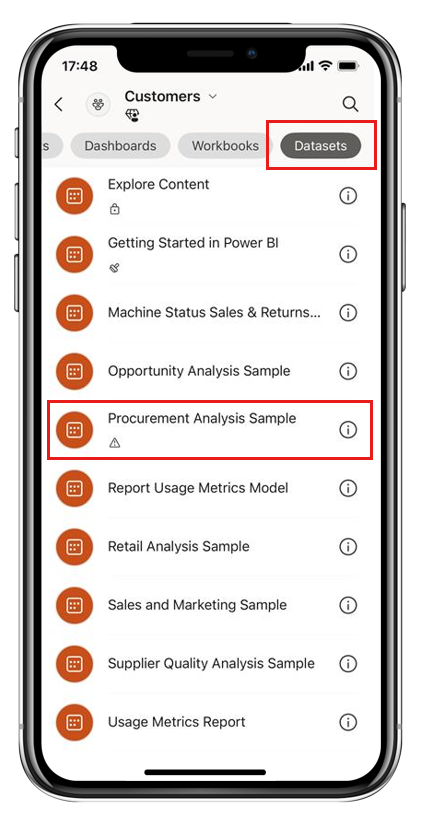 17:48
Customers
s Dashboards Workbooks Datasets
Explore Content
Getting Started in Power BI
Machine Status Sales & Returns...
Opportunity Analysis Sample
Procurement Analysis Sample
Report Usage Metrics Model
Retail Analysis Sample
Sales and Marketing Sample
Supplier Quality Analysis Sample
Usage Metrics Report